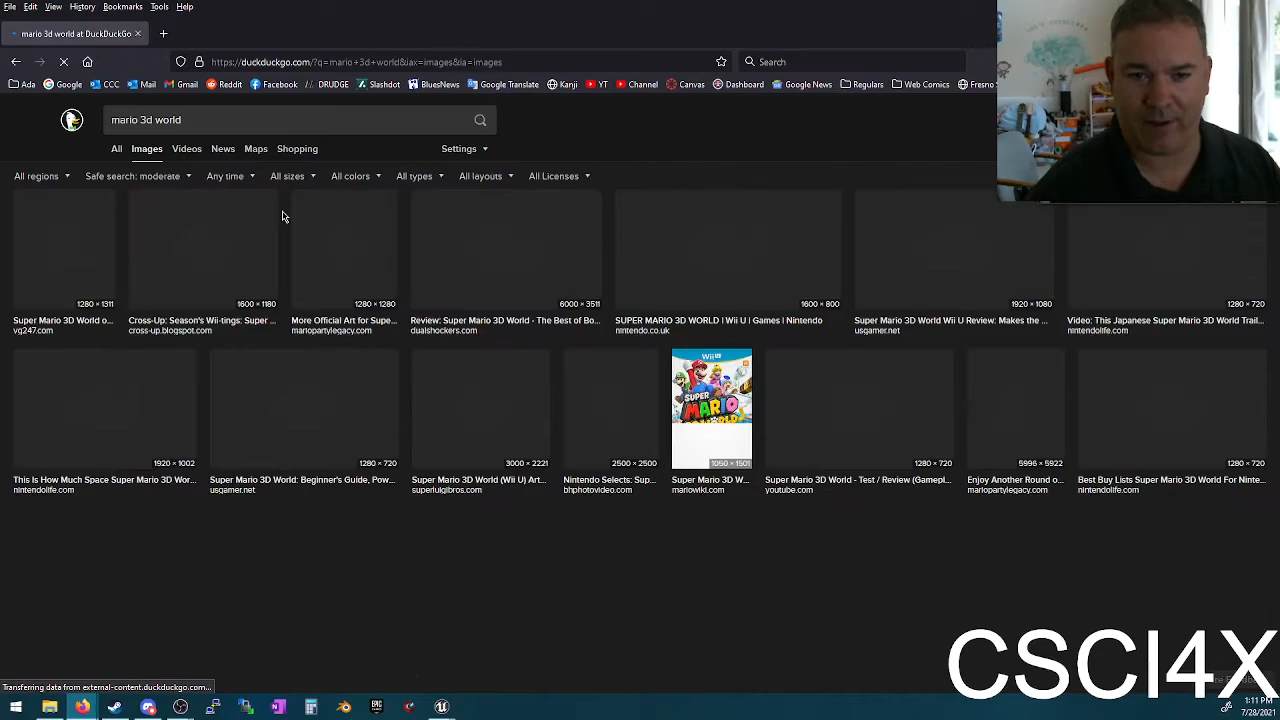 File Edit View History Bookmarks Tools Help
mario 3d world at DuckDuckGo
https://duckduckgo.com/?q=mario+3d+world&iax=images&ia=images
Search
Ada Google CCC Mail Gmail Reddit Facebook DRUDGE Slashdot BluesNews Google Translate Kanji YT Channel Canvas Dashboard Google News Regulars Web Comics Fresno
mario 3d world
All Images Videos News Maps Shopping Settings
All regions Safe search: moderate Any time All sizes All colors All types All layouts All Licenses
1280 × 1311 1600 × 1180 1280 × 1280 6000 × 3511 1600 × 800 1920 × 1080 1280 × 720
Super Mario 3D World o... Cross-Up: Season's Wii-tings: Super ... More Official Art for Supe... Review: Super Mario 3D World - The Best of Bo... SUPER MARIO 3D WORLD | Wii U | Games | Nintendo Super Mario 3D World Wii U Review: Makes the ... Video: This Japanese Super Mario 3D World Trail...
vg247.com cross-up.blogspot.com mariopartylegacy.com dualshockers.com nintendo.co.uk usgamer.net nintendolife.com
Wii U
SUPER
MARIO
3D WORLD
1920 × 1002 1280 × 720 3000 × 2221 2500 × 2500 1050 × 1501 1280 × 720 5996 × 5922 1280 × 720
This Is How Much Space Super Mario 3D Wor... Super Mario 3D World: Beginner's Guide, Pow... Super Mario 3D World (Wii U) Art... Nintendo Selects: Sup... Super Mario 3D W... Super Mario 3D World - Test / Review (Gamepl... Enjoy Another Round o... Best Buy Lists Super Mario 3D World For Ninte...
nintendolife.com usgamer.net superluigibros.com bhphotovideo.com mariowiki.com youtube.com mariopartylegacy.com nintendolife.com
CSCI4X
Transferring data from external-content.duckduckgo.com...
1:11 PM
7/28/2021